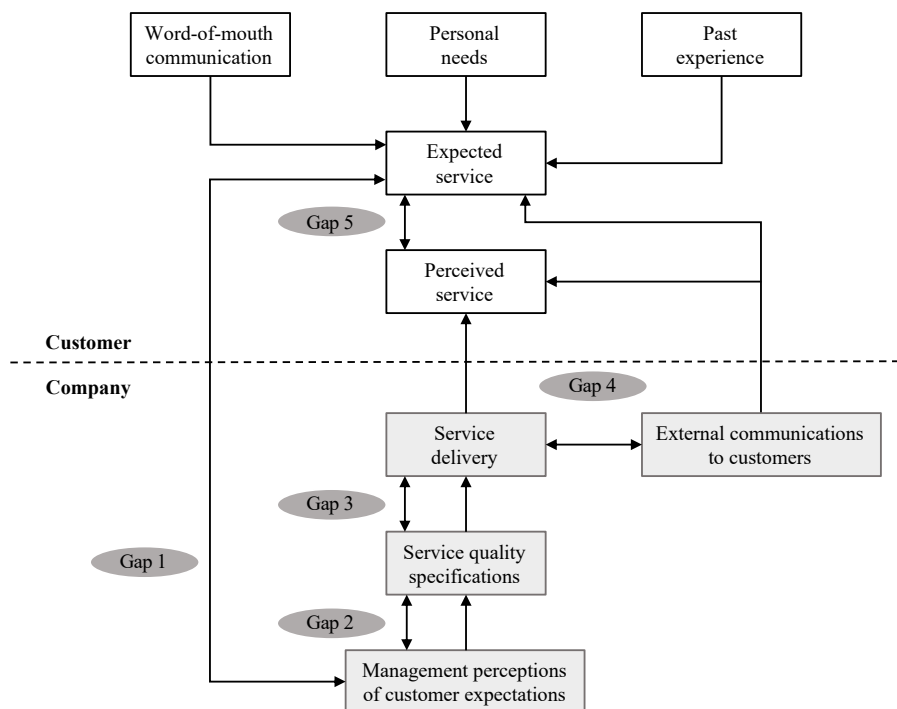 Word-of-mouth
communication
Personal
needs
Past
experience
Expected
service
Gap 5
Perceived
service
Customer
Company
Gap 4
Service
delivery
External communications
to customers
Gap 3
Service quality
specifications
Gap 1
Gap 2
Management perceptions
of customer expectations